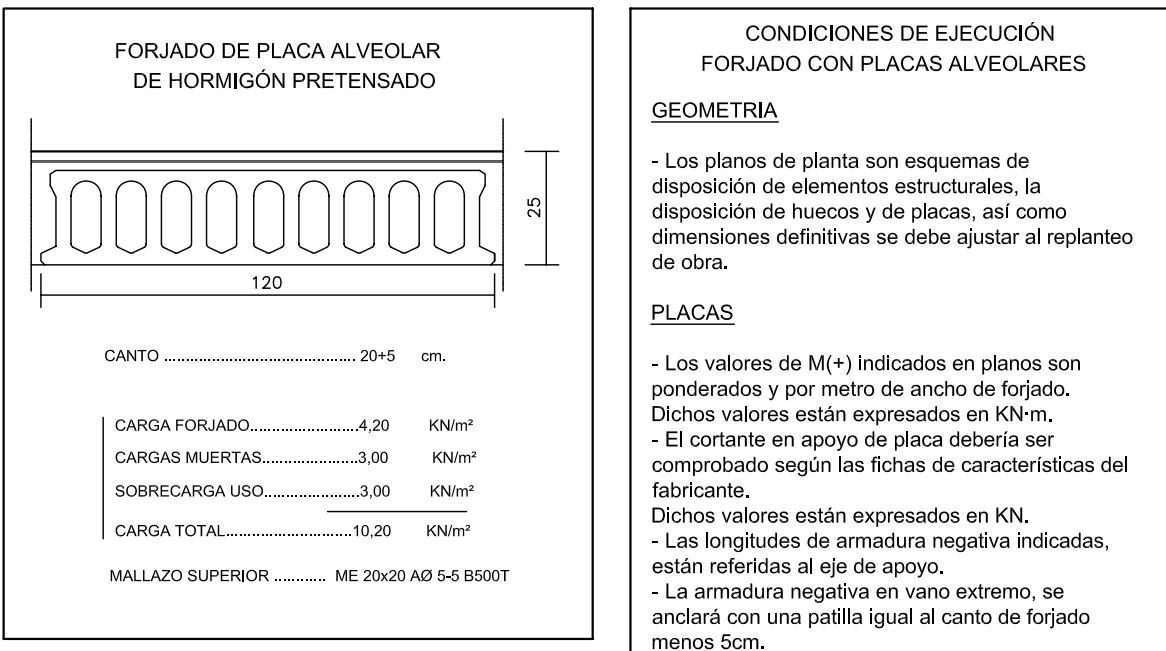 FORJADO DE PLACA ALVEOLAR
DE HORMIGÓN PRETENSADO
25
120
CANTO ........................................ 20+5 cm.
CARGA FORJADO.......................4,20 KN/m²
CARGAS MUERTAS....................3,00 KN/m²
SOBRECARGA USO....................3,00 KN/m²
CARGA TOTAL...........................10,20 KN/m²
MALLAZO SUPERIOR ........... ME 20x20 AØ 5-5 B500T
CONDICIONES DE EJECUCIÓN
FORJADO CON PLACAS ALVEOLARES
GEOMETRIA
- Los planos de planta son esquemas de
disposición de elementos estructurales, la
disposición de huecos y de placas, así como
dimensiones definitivas se debe ajustar al replanteo
de obra.
PLACAS
- Los valores de M(+) indicados en planos son
ponderados y por metro de ancho de forjado.
Dichos valores están expresados en KN·m.
- El cortante en apoyo de placa debería ser
comprobado según las fichas de características del
fabricante.
Dichos valores están expresados en KN.
- Las longitudes de armadura negativa indicadas,
están referidas al eje de apoyo.
- La armadura negativa en vano extremo, se
anclará con una patilla igual al canto de forjado
menos 5cm.